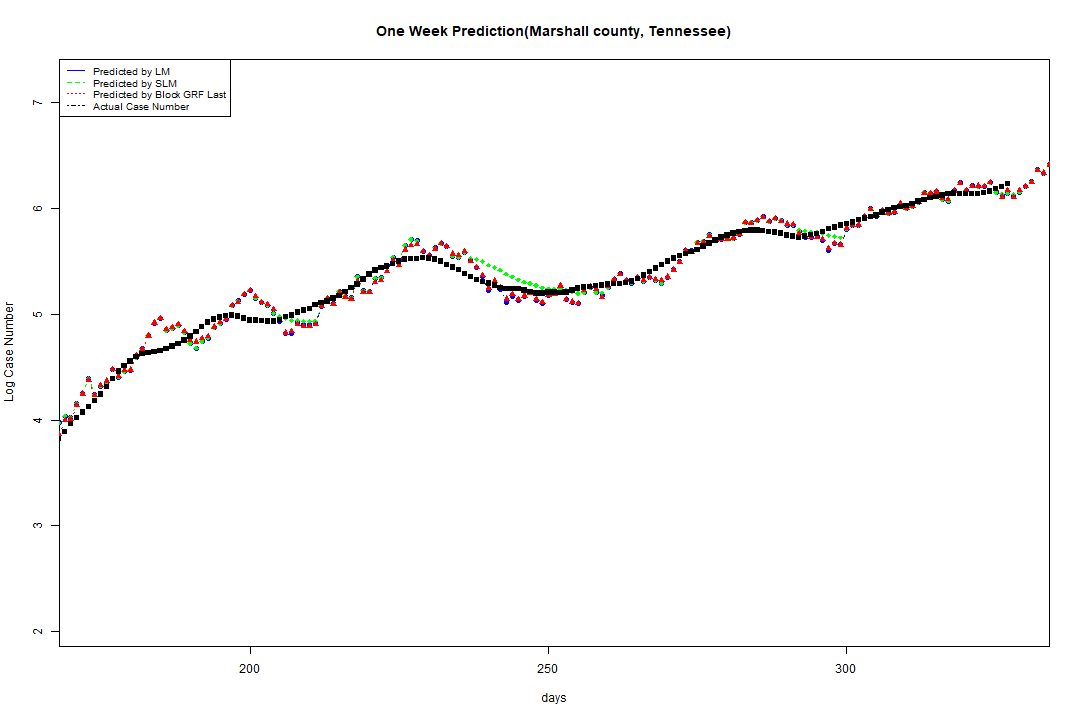 One Week Prediction(Marshall county, Tennessee)
Predicted by LM
Predicted by SLM
Predicted by Block GRF Last
Actual Case Number
7
6
5
4
3
2
Log Case Number
200 250 300
days